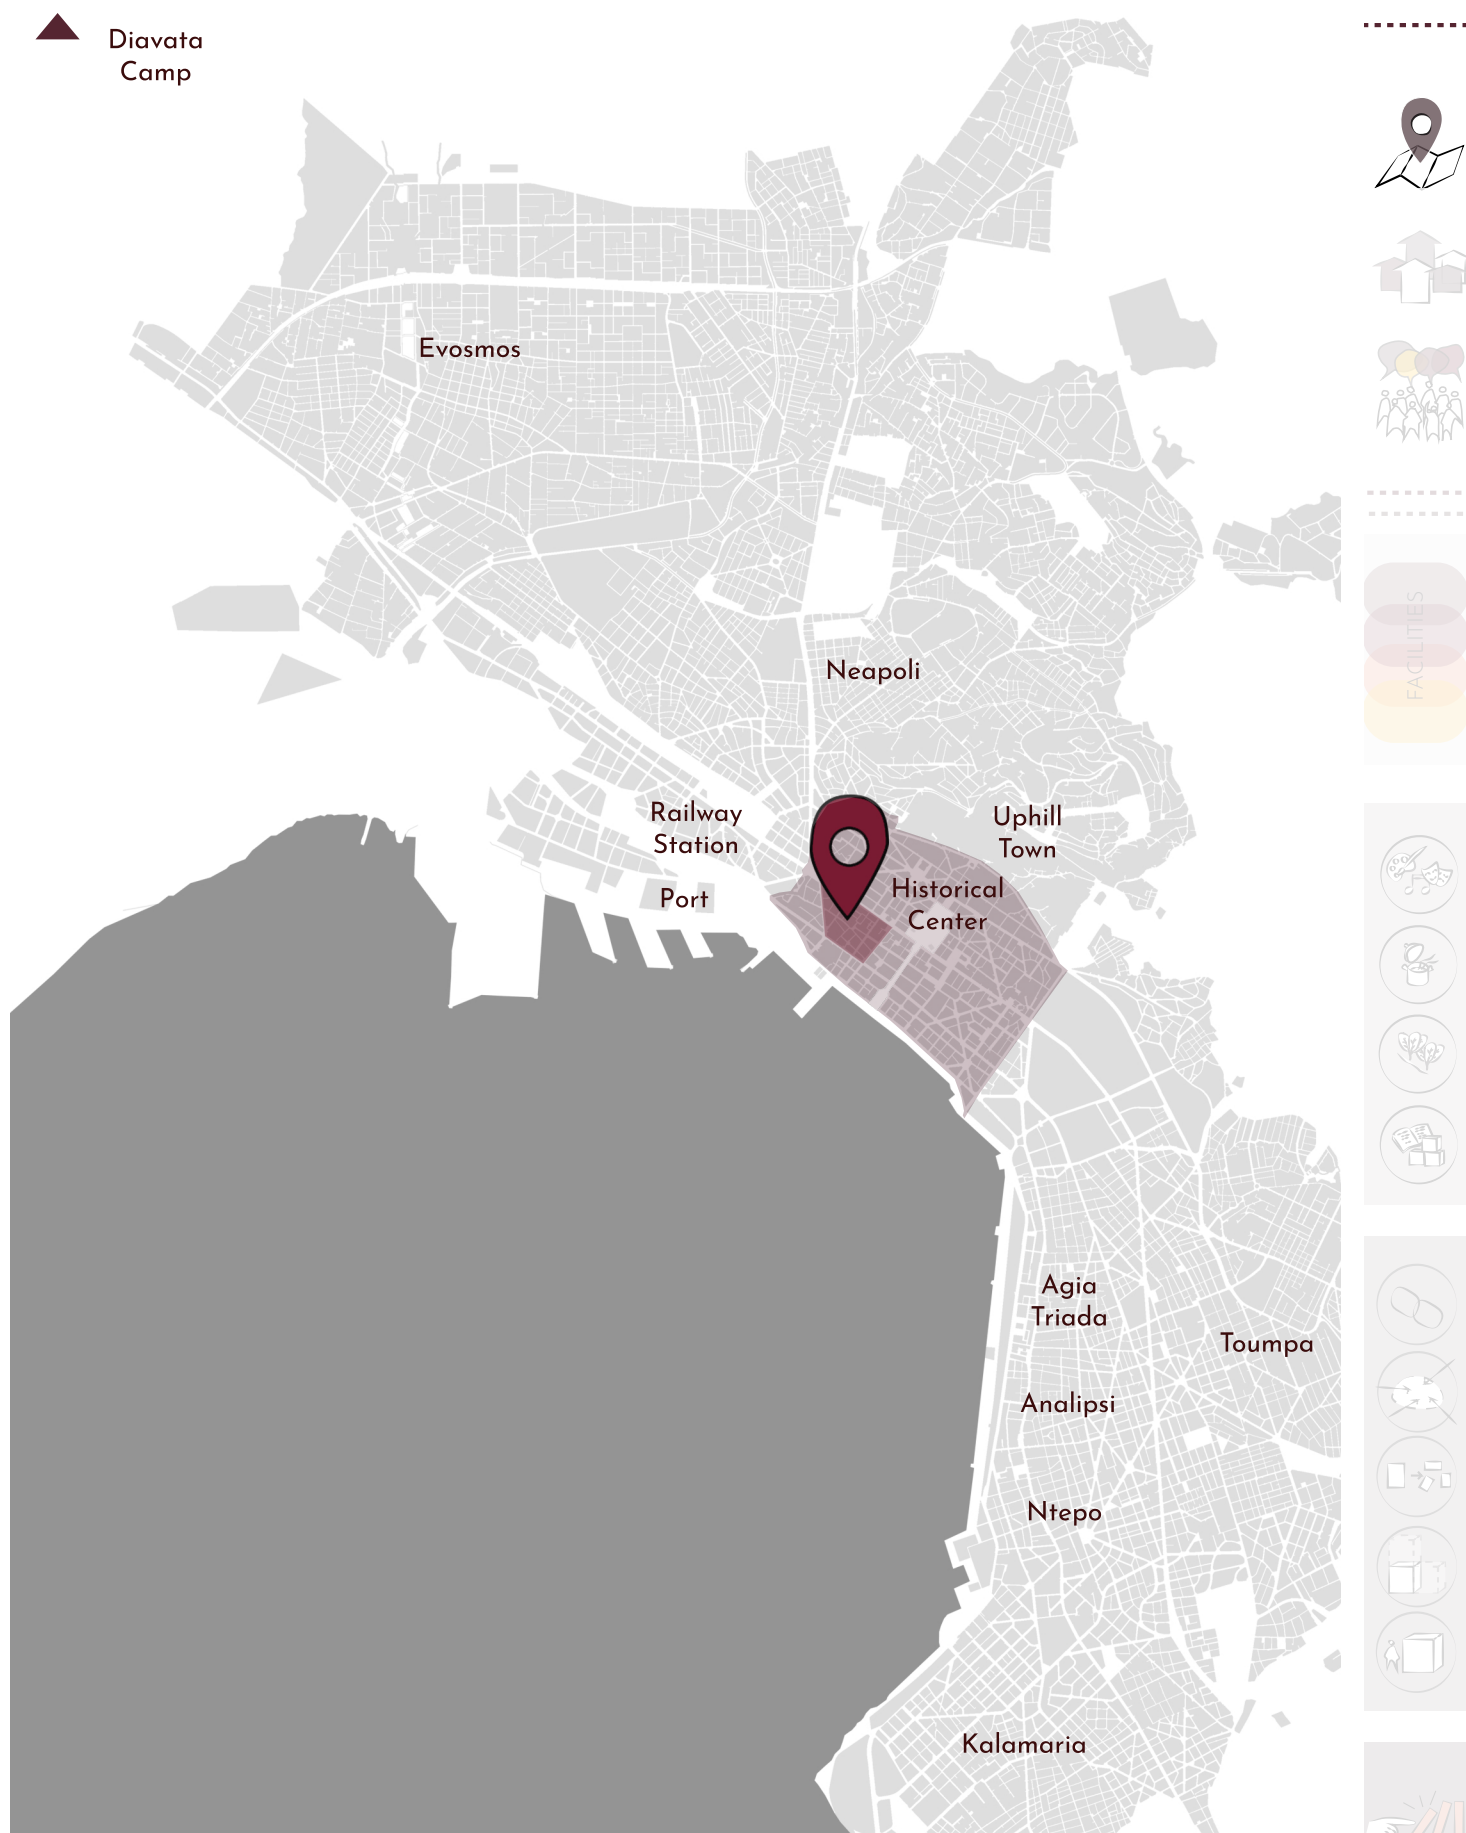 Diavata
Camp
Evosmos
Neapoli
Railway
Station
Uphill
Town
Port
Historical
Center
Agia
Triada
Toumpa
Analipsi
Ntepo
Kalamaria
FACILITIES